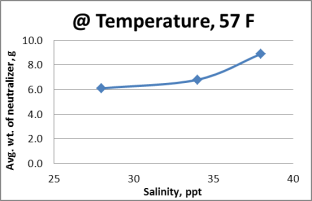 @ Temperature, 57 F
Avg. wt. of neutralizer, g
10.0
8.0
6.0
4.0
2.0
0.0
25 30 35 40
Salinity, ppt